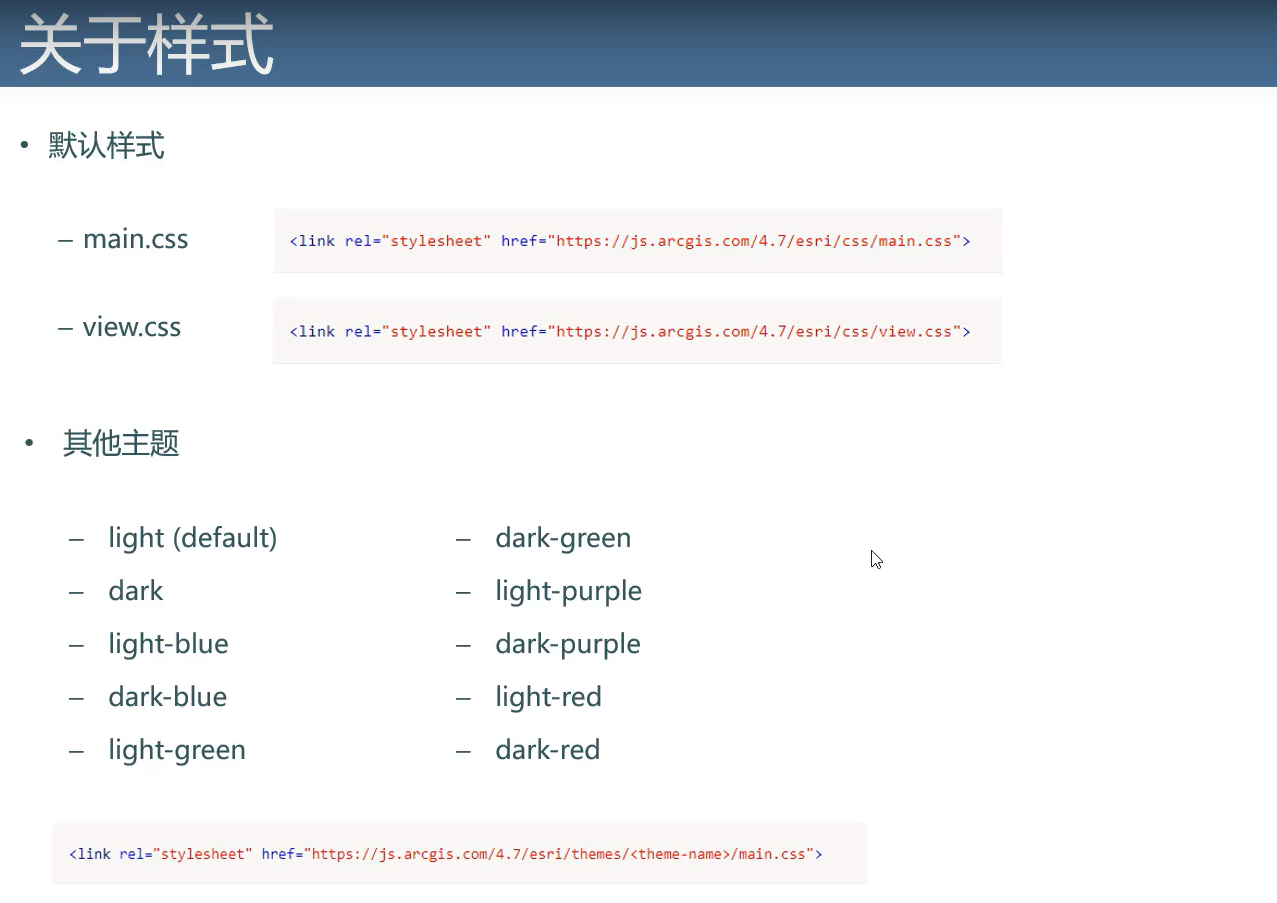 关于样式
• 默认样式
– main.css
<link rel="stylesheet" href="https://js.arcgis.com/4.7/esri/css/main.css">
– view.css
<link rel="stylesheet" href="https://js.arcgis.com/4.7/esri/css/view.css">
• 其他主题
– light (default)
– dark
– light-blue
– dark-blue
– light-green
– dark-green
– light-purple
– dark-purple
– light-red
– dark-red
<link rel="stylesheet" href="https://js.arcgis.com/4.7/esri/themes/<theme-name>/main.css">